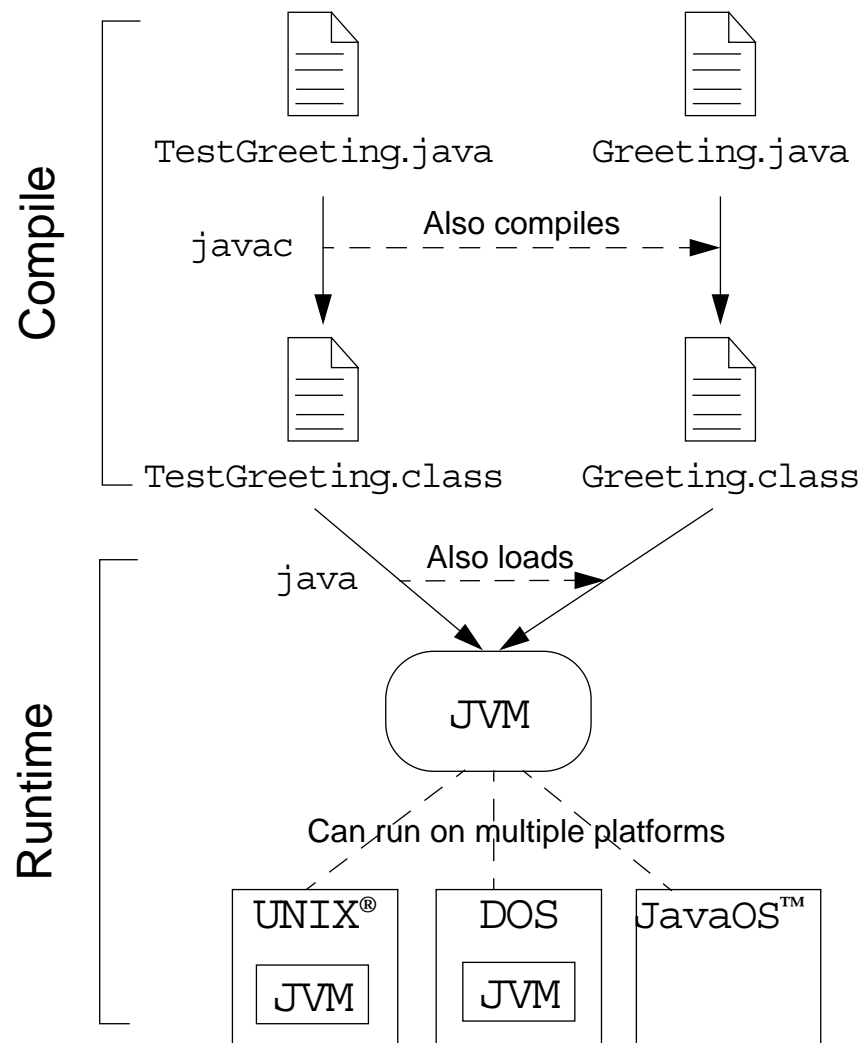 Compile
TestGreeting.java
Greeting.java
javac
Also compiles
TestGreeting.class
Greeting.class
Runtime
java
Also loads
JVM
Can run on multiple platforms
UNIX®
DOS
JavaOS™
JVM
JVM